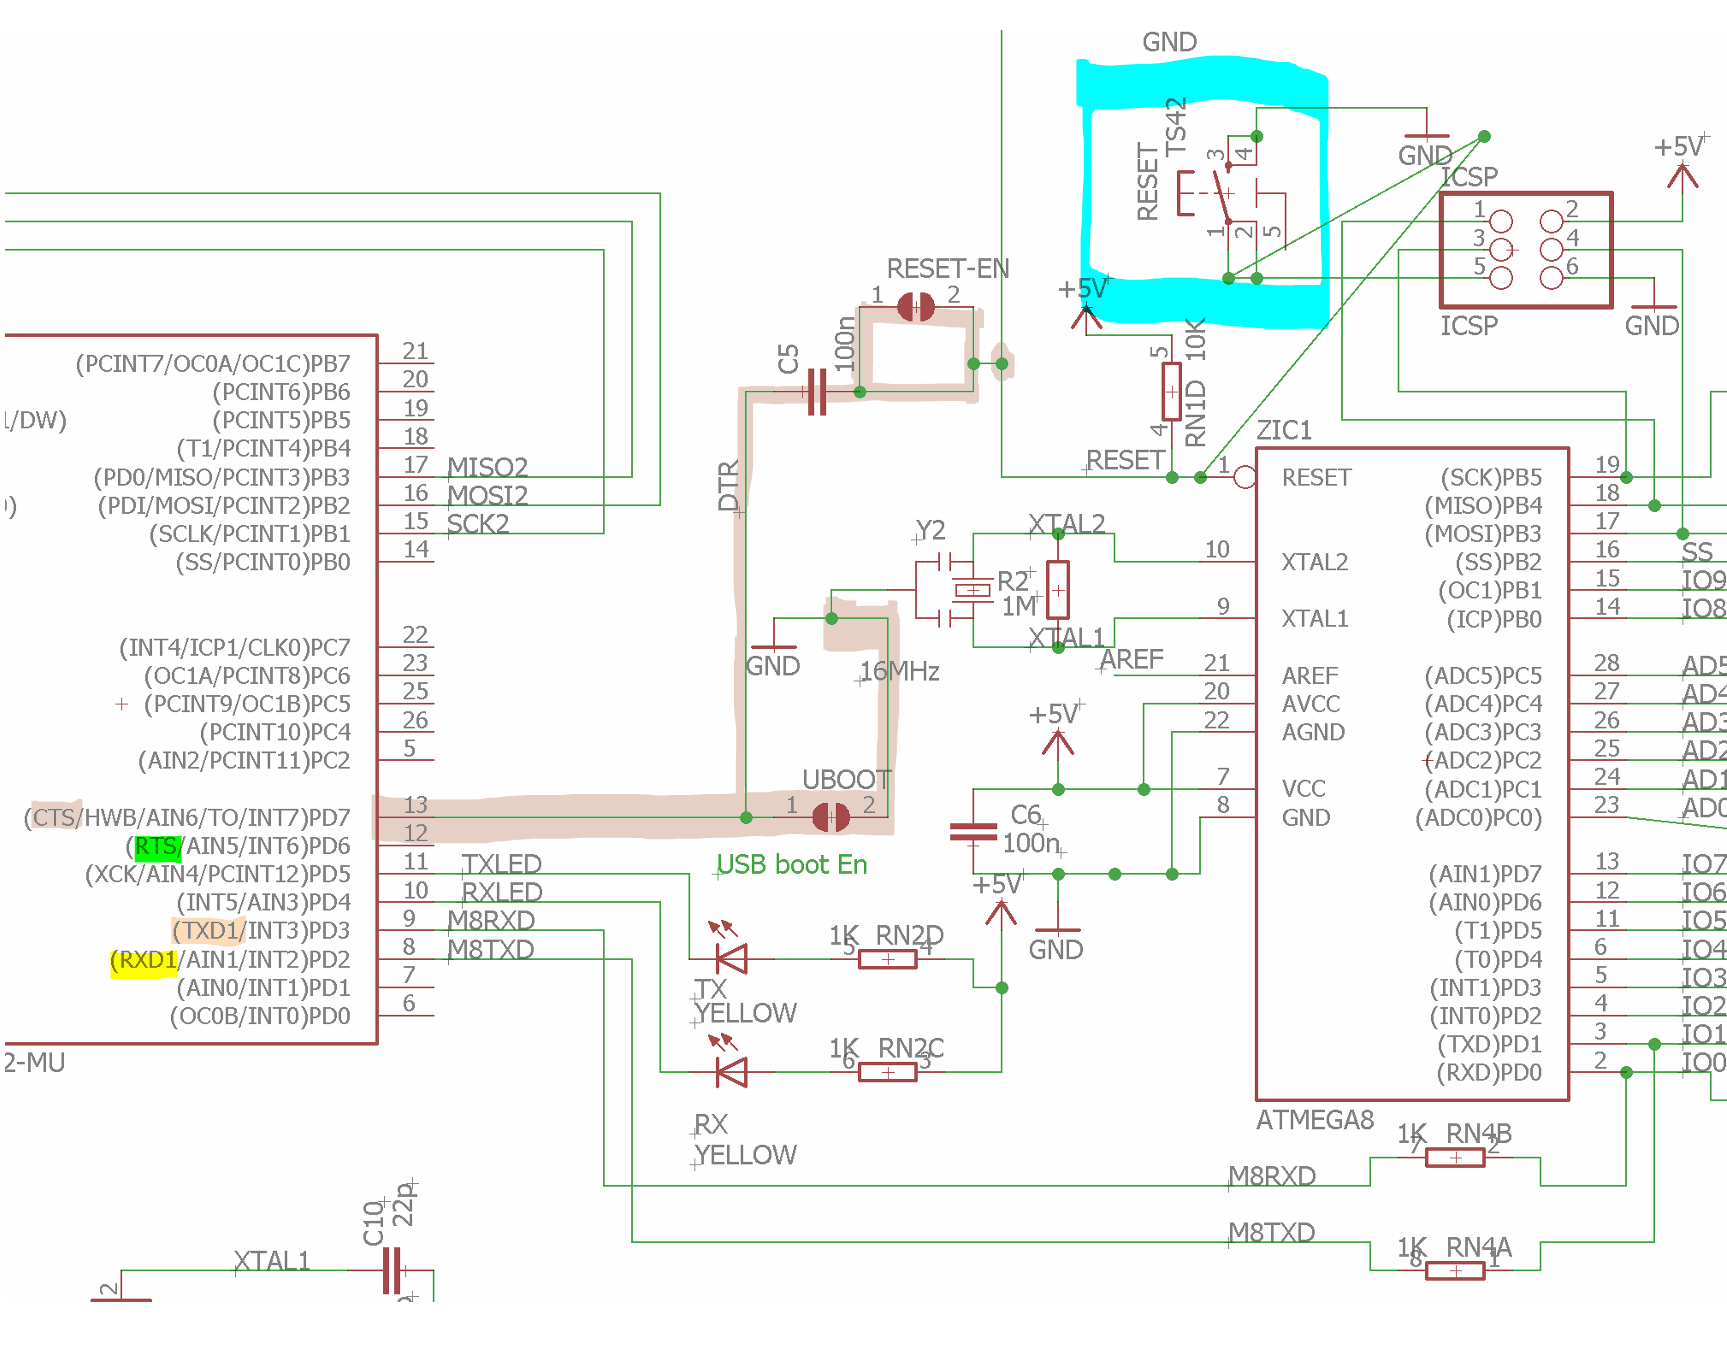 GND
RESET
TS42
3
4
1
2
5
GND
+5V
ICSP
1
2
3
4
5
6
ICSP
GND
RESET-EN
1
2
+5V
C5
100n
5
4
RN1D
10K
(PCINT7/OC0A/OC1C)PB7
21
(PCINT6)PB6
20
1/DW)
(PCINT5)PB5
19
(T1/PCINT4)PB4
18
(PD0/MISO/PCINT3)PB3
17
MISO2
)
(PDI/MOSI/PCINT2)PB2
16
MOSI2
(SCLK/PCINT1)PB1
15
SCK2
(SS/PCINT0)PB0
14
(INT4/ICP1/CLK0)PC7
22
(OC1A/PCINT8)PC6
23
(PCINT9/OC1B)PC5
25
(PCINT10)PC4
26
(AIN2/PCINT11)PC2
5
(CTS/HWB/AIN6/TO/INT7)PD7
13
(RTS/AIN5/INT6)PD6
12
(XCK/AIN4/PCINT12)PD5
11
TXLED
(INT5/AIN3)PD4
10
RXLED
(TXD1/INT3)PD3
9
M8RXD
(RXD1/AIN1/INT2)PD2
8
M8TXD
(AIN0/INT1)PD1
7
(OC0B/INT0)PD0
6
2-MU
DTR
GND
UBOOT
1
2
USB boot En
Y2
16MHz
XTAL2
R2
1M
XTAL1
AREF
RESET
+5V
C6
100n
+5V
GND
1K RN2D
5
4
TX
YELLOW
1K RN2C
6
3
RX
YELLOW
ZIC1
1
RESET
10
XTAL2
9
XTAL1
21
AREF
20
AVCC
22
AGND
7
VCC
8
GND
(SCK)PB5
19
(MISO)PB4
18
(MOSI)PB3
17
(SS)PB2
16
SS
(OC1)PB1
15
IO9
(ICP)PB0
14
IO8
(ADC5)PC5
28
AD5
(ADC4)PC4
27
AD4
(ADC3)PC3
26
AD3
(ADC2)PC2
25
AD2
(ADC1)PC1
24
AD1
(ADC0)PC0)
23
AD0
(AIN1)PD7
13
IO7
(AIN0)PD6
12
IO6
(T1)PD5
11
IO5
(T0)PD4
6
IO4
(INT1)PD3
5
IO3
(INT0)PD2
4
IO2
(TXD)PD1
3
IO1
(RXD)PD0
2
IO0
ATMEGA8
1K RN4B
7
2
M8RXD
1K RN4A
8
1
M8TXD
C10
22p
XTAL1
2